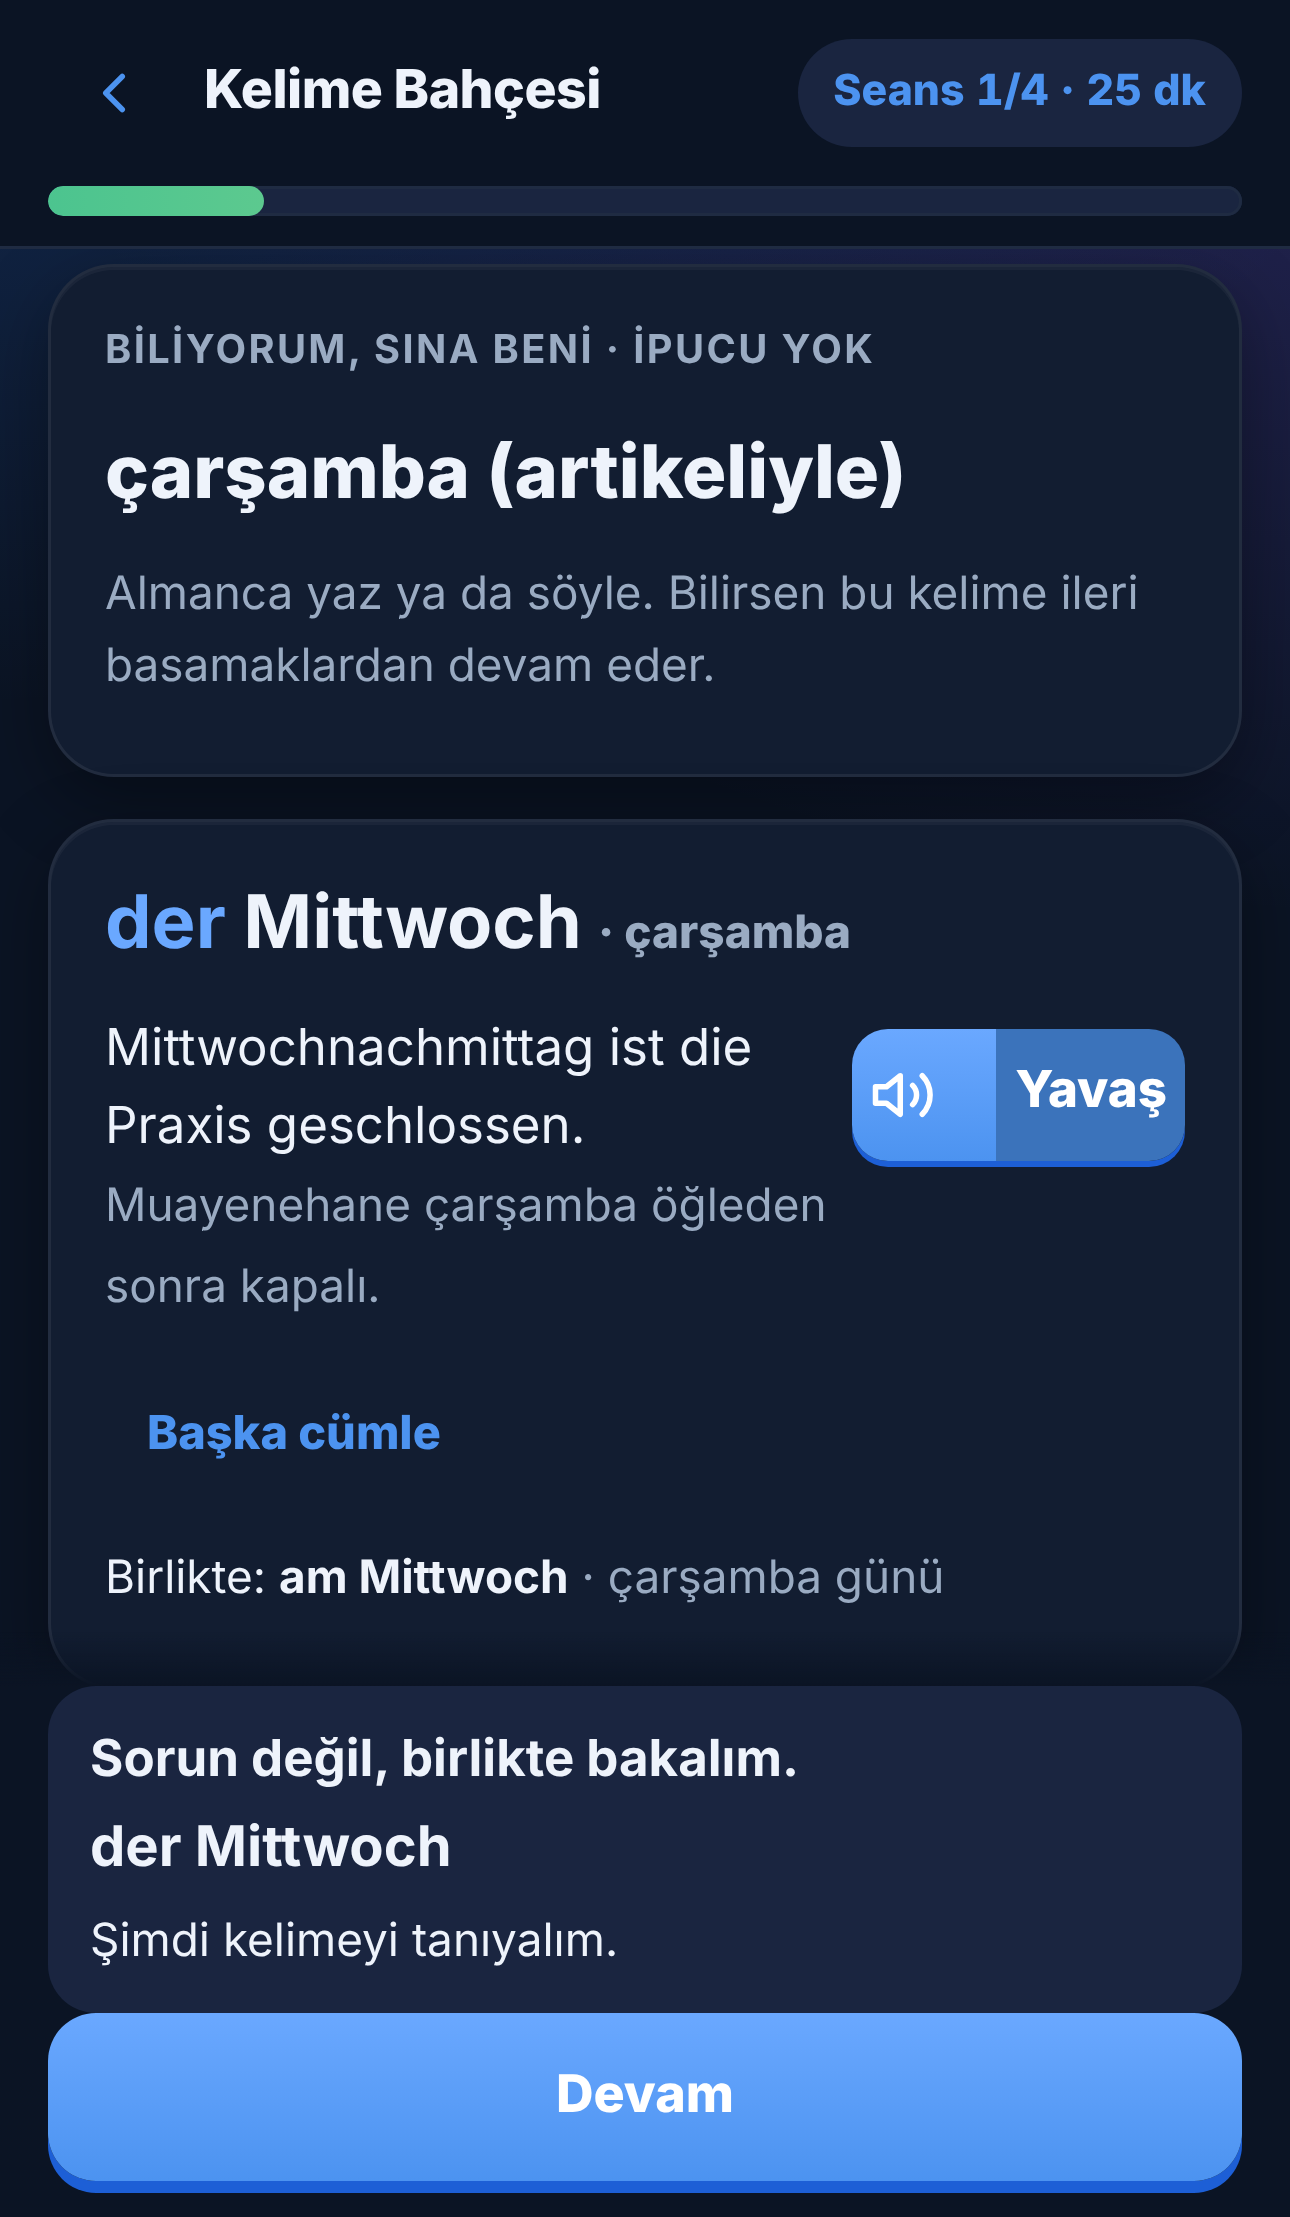 Kelime Bahçesi
Seans 1/4 · 25 dk
BİLİYORUM, SINA BENİ · İPUCU YOK
çarşamba (artikeliyle)
Almanca yaz ya da söyle. Bilirsen bu kelime ileri
basamaklardan devam eder.
der Mittwoch · çarşamba
Mittwochnachmittag ist die
Praxis geschlossen.
Yavaş
Muayenehane çarşamba öğleden
sonra kapalı.
Başka cümle
Birlikte: am Mittwoch · çarşamba günü
Sorun değil, birlikte bakalım.
der Mittwoch
Şimdi kelimeyi tanıyalım.
Devam